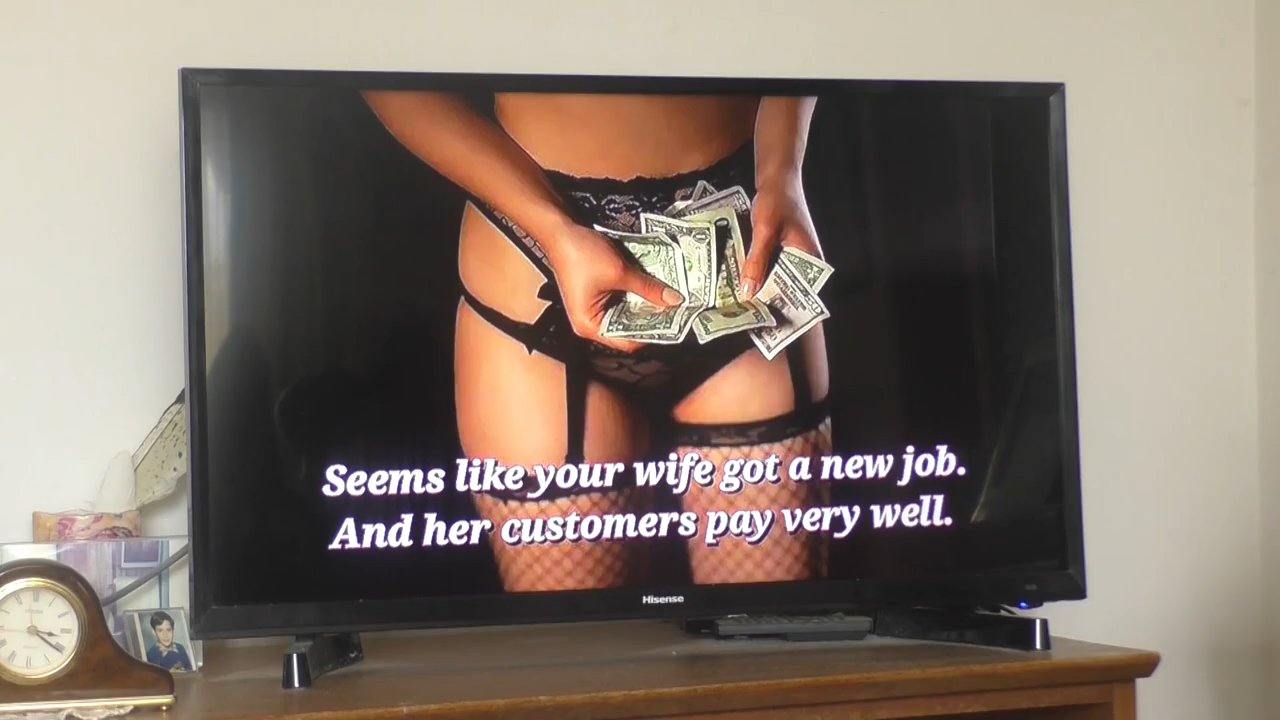 Seems like your wife got a new job.
And her customers pay very well.
Hisense